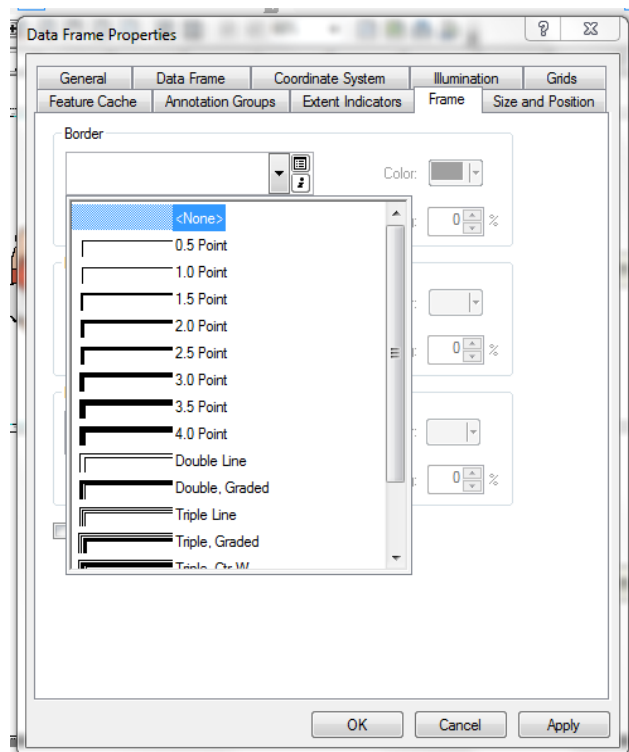 Data Frame Properties
General Data Frame Coordinate System Illumination Grids
Feature Cache Annotation Groups Extent Indicators Frame Size and Position
Border
Color:
<None>
0 %
0.5 Point
1.0 Point
1.5 Point
2.0 Point
2.5 Point
0 %
3.0 Point
3.5 Point
4.0 Point
Double Line
Double, Graded
0 %
Triple Line
Triple, Graded
OK Cancel Apply